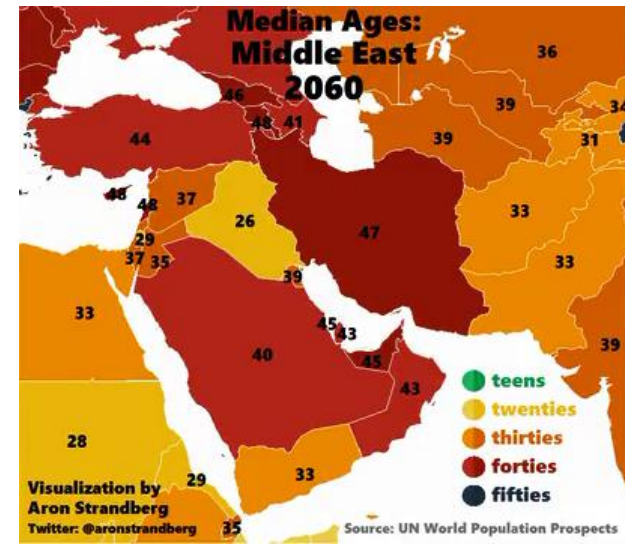 Median Ages:
Middle East
2060
36
46
39
34
48
41
44
39
31
48
48
37
26
33
47
29
37
35
33
39
33
45
43
39
40
45
43
teens
twenties
28
thirties
29
33
forties
Visualization by
Aron Strandberg
fifties
Twitter: @aronstrandberg
35
Source: UN World Population Prospects